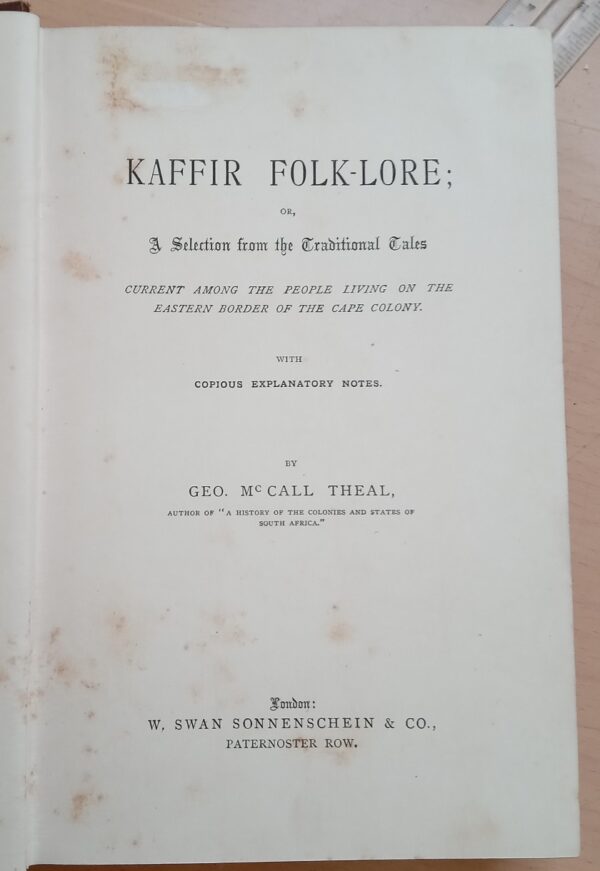 KAFFIR FOLK-LORE;
OR,
A Selection from the Traditional Tales
CURRENT AMONG THE PEOPLE LIVING ON THE
EASTERN BORDER OF THE CAPE COLONY.
WITH
COPIOUS EXPLANATORY NOTES.
BY
GEO. McCALL THEAL,
AUTHOR OF "A HISTORY OF THE COLONIES AND STATES OF
SOUTH AFRICA."
London:
W. SWAN SONNENSCHEIN & CO.,
PATERNOSTER ROW.